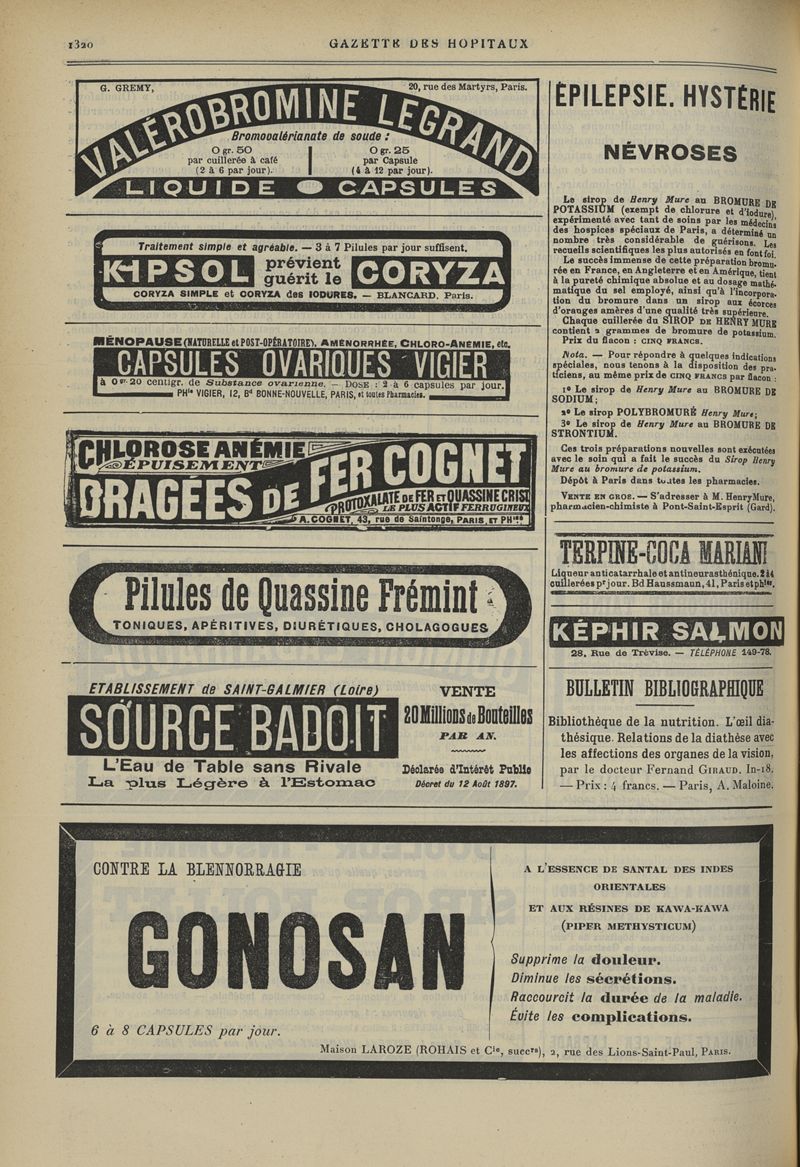 1320
GAZETTE DES HOPITAUX
G. GREMY,
20, rue des Martyrs, Paris.
VALÉROBROMINE LEGRAND
Bromovalérianate de soude :
0 gr. 50
par cuillerée à café
(2 à 6 par jour).
0 gr. 25
par Capsule
(4 à 12 par jour).
LIQUIDE
CAPSULES
Traitement simple et agréable. — 3 à 7 Pilules par jour suffisent.
KIPSOL prévient guérit le CORYZA
CORYZA SIMPLE et CORYZA des IODURES. — BLANCARD, Paris.
MÉNOPAUSE (NATURELLE et POST-OPÉRATOIRE), AMÉNORRHÉE, CHLORO-ANÉMIE, etc.
CAPSULES OVARIQUES VIGIER
à 0 gr. 20 centigr. de Substance ovarienne. — DOSE : 2 à 6 capsules par jour.
PHie VIGIER, 12, Bd BONNE-NOUVELLE, PARIS, et toutes Pharmacies.
CHLOROSE ANÉMIE
ÉPUISEMENT
DRAGÉES DE FER COGNET
PROTOXALATE DE FER ET QUASSINE CRIST
LE PLUS ACTIF FERRUGINEUX
A. COGNET, 43, rue de Saintonge, PARIS, ET PHies
Pilules de Quassine Frémint
TONIQUES, APÉRITIVES, DIURÉTIQUES, CHOLAGOGUES
ETABLISSEMENT de SAINT-GALMIER (Loire)
SOURCE BADOIT
L'Eau de Table sans Rivale
La plus Légère à l'Estomac
VENTE
20 Millions de Bouteilles
PAR AN.
Déclarée d'Intérêt Public
Décret du 12 Août 1897.
ÉPILEPSIE. HYSTÉRIE
NÉVROSES
Le sirop de Henry Mure au BROMURE DE
POTASSIUM (exempt de chlorure et d'iodure),
expérimenté avec tant de soins par les médecins
des hospices spéciaux de Paris, a déterminé un
nombre très considérable de guérisons. Les
recueils scientifiques les plus autorisés en font foi.
Le succès immense de cette préparation bromu-
rée en France, en Angleterre et en Amérique, tient
à la pureté chimique absolue et au dosage mathé-
matique du sel employé, ainsi qu'à l'incorpora-
tion du bromure dans un sirop aux écorces
d'oranges amères d'une qualité très supérieure.
Chaque cuillerée du SIROP DE HENRY MURE
contient 2 grammes de bromure de potassium.
Prix du flacon : CINQ FRANCS.
Nota. — Pour répondre à quelques indications
spéciales, nous tenons à la disposition des pra-
ticiens, au même prix de CINQ FRANCS par flacon :
1º Le sirop de Henry Mure au BROMURE DE
SODIUM;
2º Le sirop POLYBROMURÉ Henry Mure;
3º Le sirop de Henry Mure au BROMURE DE
STRONTIUM.
Ces trois préparations nouvelles sont exécutées
avec le soin qui a fait le succès du Sirop Henry
Mure au bromure de potassium.
Dépôt à Paris dans toutes les pharmacies.
VENTE EN GROS. — S'adresser à M. Henry Mure,
pharmacien-chimiste à Pont-Saint-Esprit (Gard).
TERPINE-COCA MARIANI
Liqueur anticatarrhale et antineurasthénique. 2 à 4
cuillerées pr jour. Bd Haussmann, 41, Paris et phies.
KÉPHIR SALMON
28, Rue de Trévise. — TÉLÉPHONE 149-78.
BULLETIN BIBLIOGRAPHIQUE
Bibliothèque de la nutrition. L'œil dia-
thésique. Relations de la diathèse avec
les affections des organes de la vision,
par le docteur Fernand GIRAUD. In-18.
— Prix : 4 francs. — Paris, A. Maloine.
CONTRE LA BLENNORRAGIE
GONOSAN
6 à 8 CAPSULES par jour.
A L'ESSENCE DE SANTAL DES INDES
ORIENTALES
ET AUX RÉSINES DE KAWA-KAWA
(PIPER METHYSTICUM)
Supprime la douleur.
Diminue les sécrétions.
Raccourcit la durée de la maladie.
Évite les complications.
Maison LAROZE (ROHAIS et Cie, succrs), 2, rue des Lions-Saint-Paul, PARIS.